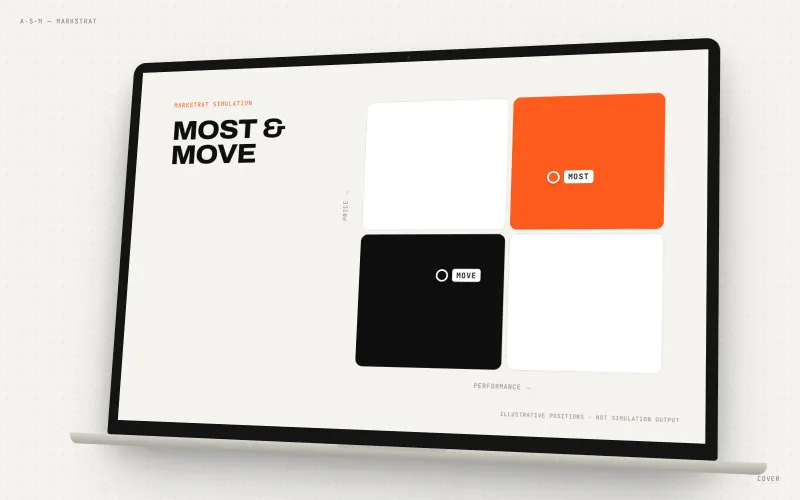 A·S·M — MARKSTRAT
MARKSTRAT SIMULATION
MOST &
MOVE
MOST
PRICE →
MOVE
PERFORMANCE →
ILLUSTRATIVE POSITIONS · NOT SIMULATION OUTPUT
COVER